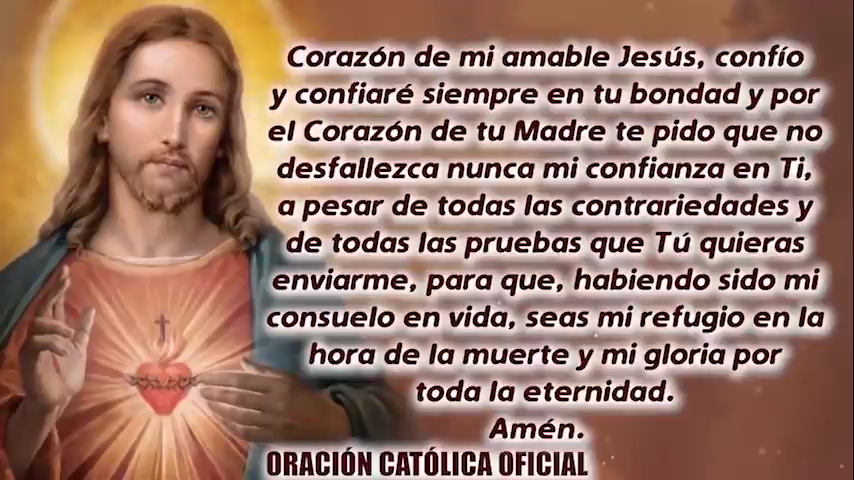 Corazón de mi amable Jesús, confío
y confiaré siempre en tu bondad y por
el Corazón de tu Madre te pido que no
desfallezca nunca mi confianza en Ti,
a pesar de todas las contrariedades y
de todas las pruebas que Tú quieras
enviarme, para que, habiendo sido mi
consuelo en vida, seas mi refugio en la
hora de la muerte y mi gloria por
toda la eternidad.
Amén.
ORACIÓN CATÓLICA OFICIAL